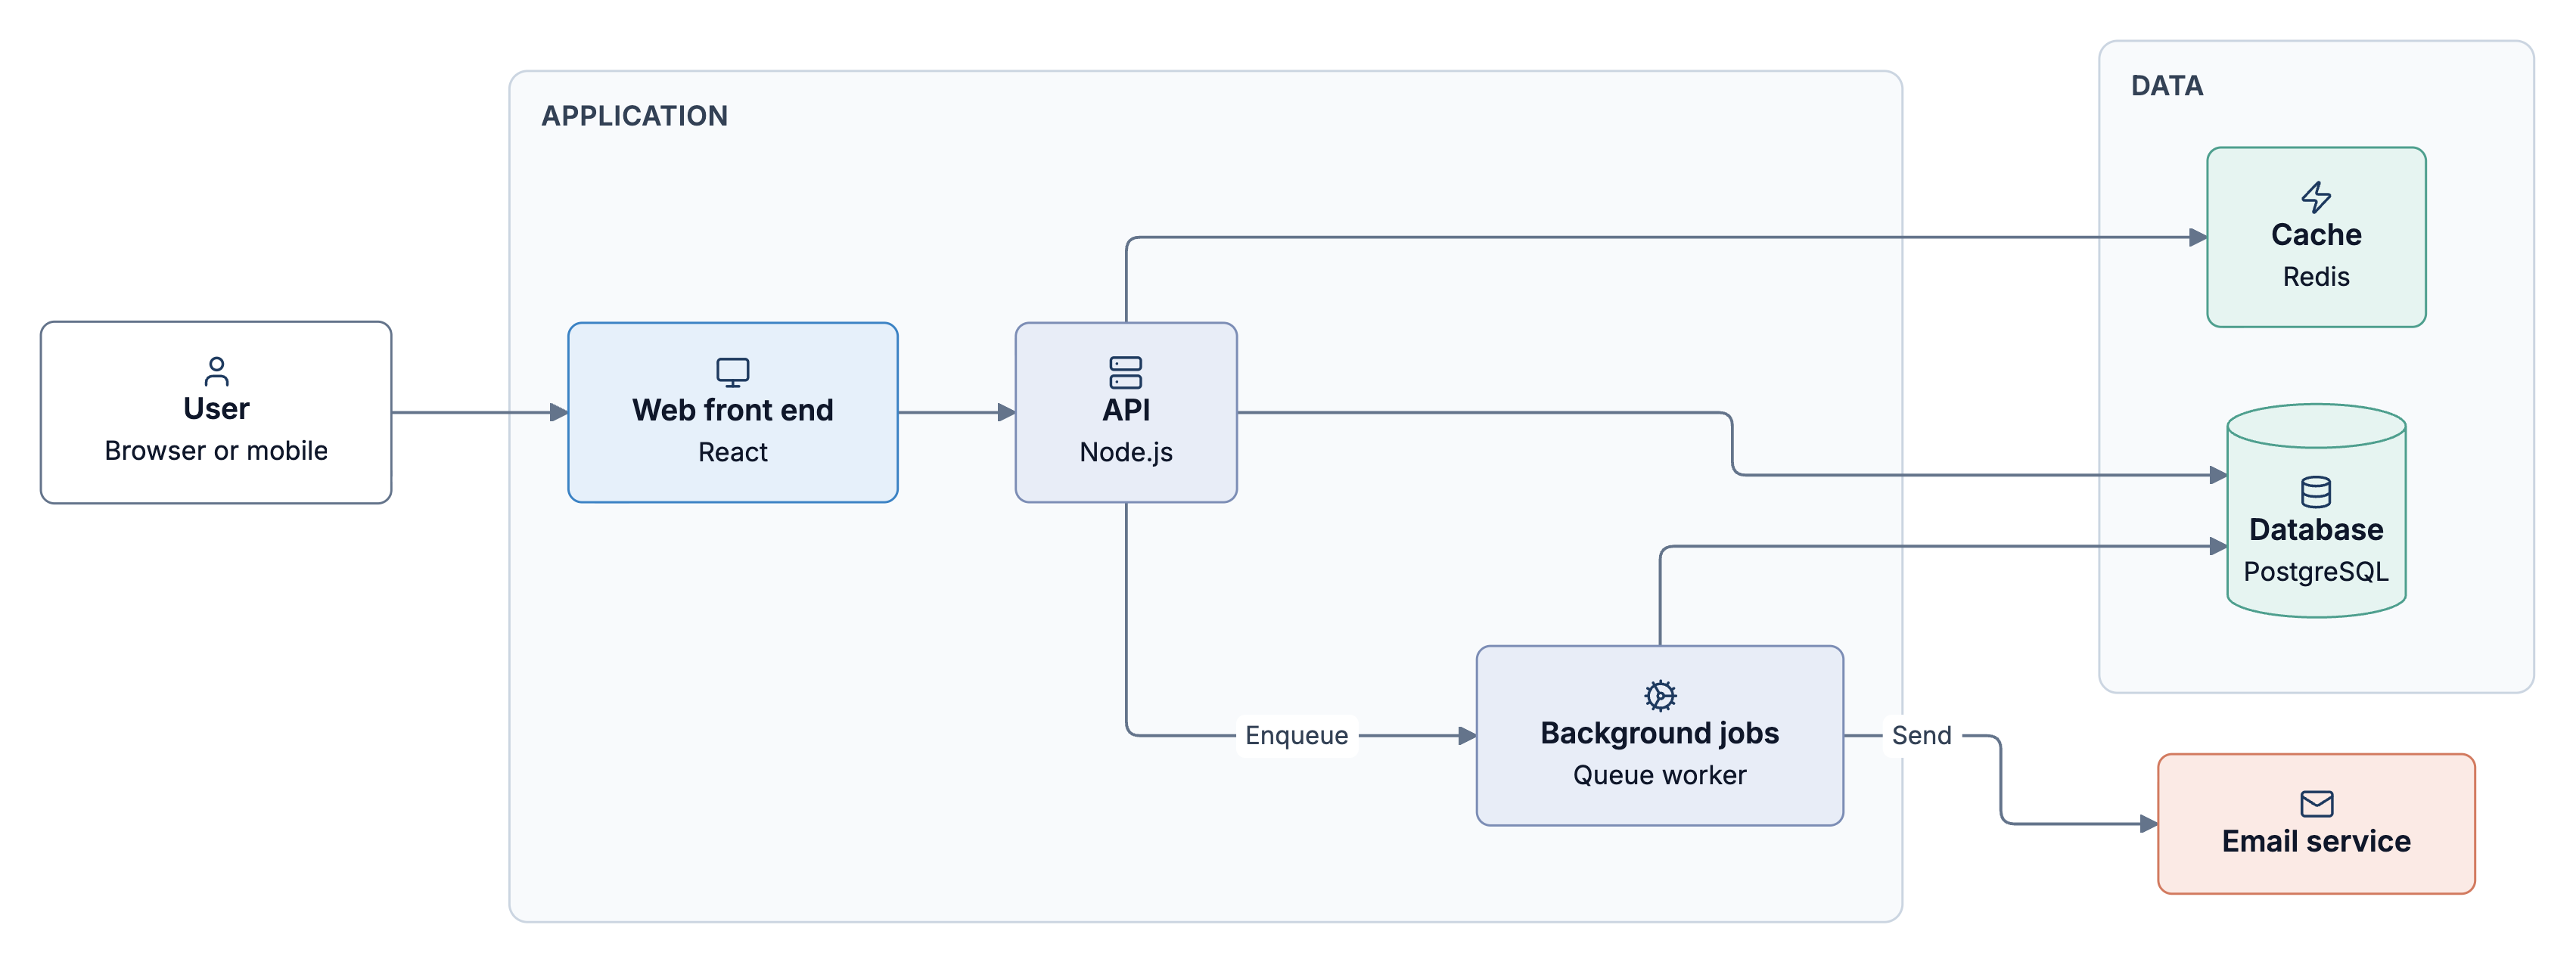 APPLICATION
DATA
Cache
Redis
User
Browser or mobile
Web front end
React
API
Node.js
Database
PostgreSQL
Enqueue
Background jobs
Queue worker
Send
Email service